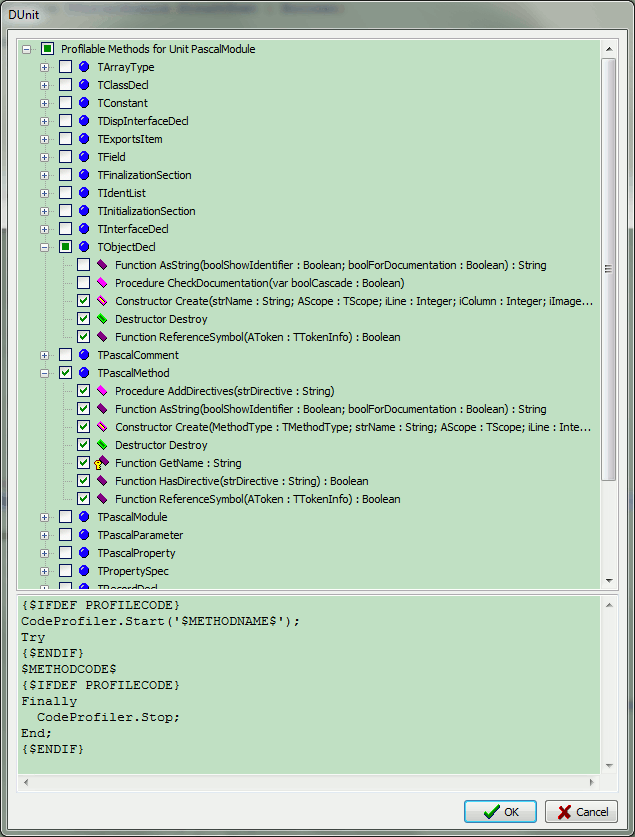 DUnit
Profilable Methods for Unit PascalModule
TArrayType
TClassDecl
TConstant
TDispInterfaceDecl
TExportsItem
TField
TFinalizationSection
TIdentList
TInitializationSection
TInterfaceDecl
TObjectDecl
Function AsString(boolShowIdentifier : Boolean; boolForDocumentation : Boolean) : String
Procedure CheckDocumentation(var boolCascade : Boolean)
Constructor Create(strName : String; AScope : TScope; iLine : Integer; iColumn : Integer; iImage...
Destructor Destroy
Function ReferenceSymbol(AToken : TTokenInfo) : Boolean
TPascalComment
TPascalMethod
Procedure AddDirectives(strDirective : String)
Function AsString(boolShowIdentifier : Boolean; boolForDocumentation : Boolean) : String
Constructor Create(MethodType : TMethodType; strName : String; AScope : TScope; iLine : Inte...
Destructor Destroy
Function GetName : String
Function HasDirective(strDirective : String) : Boolean
Function ReferenceSymbol(AToken : TTokenInfo) : Boolean
TPascalModule
TPascalParameter
TPascalProperty
TPropertySpec
TRecordDecl
{$IFDEF PROFILECODE}
CodeProfiler.Start('$METHODNAME$');
Try
{$ENDIF}
$METHODCODE$
{$IFDEF PROFILECODE}
Finally
  CodeProfiler.Stop;
End;
{$ENDIF}
OK
Cancel